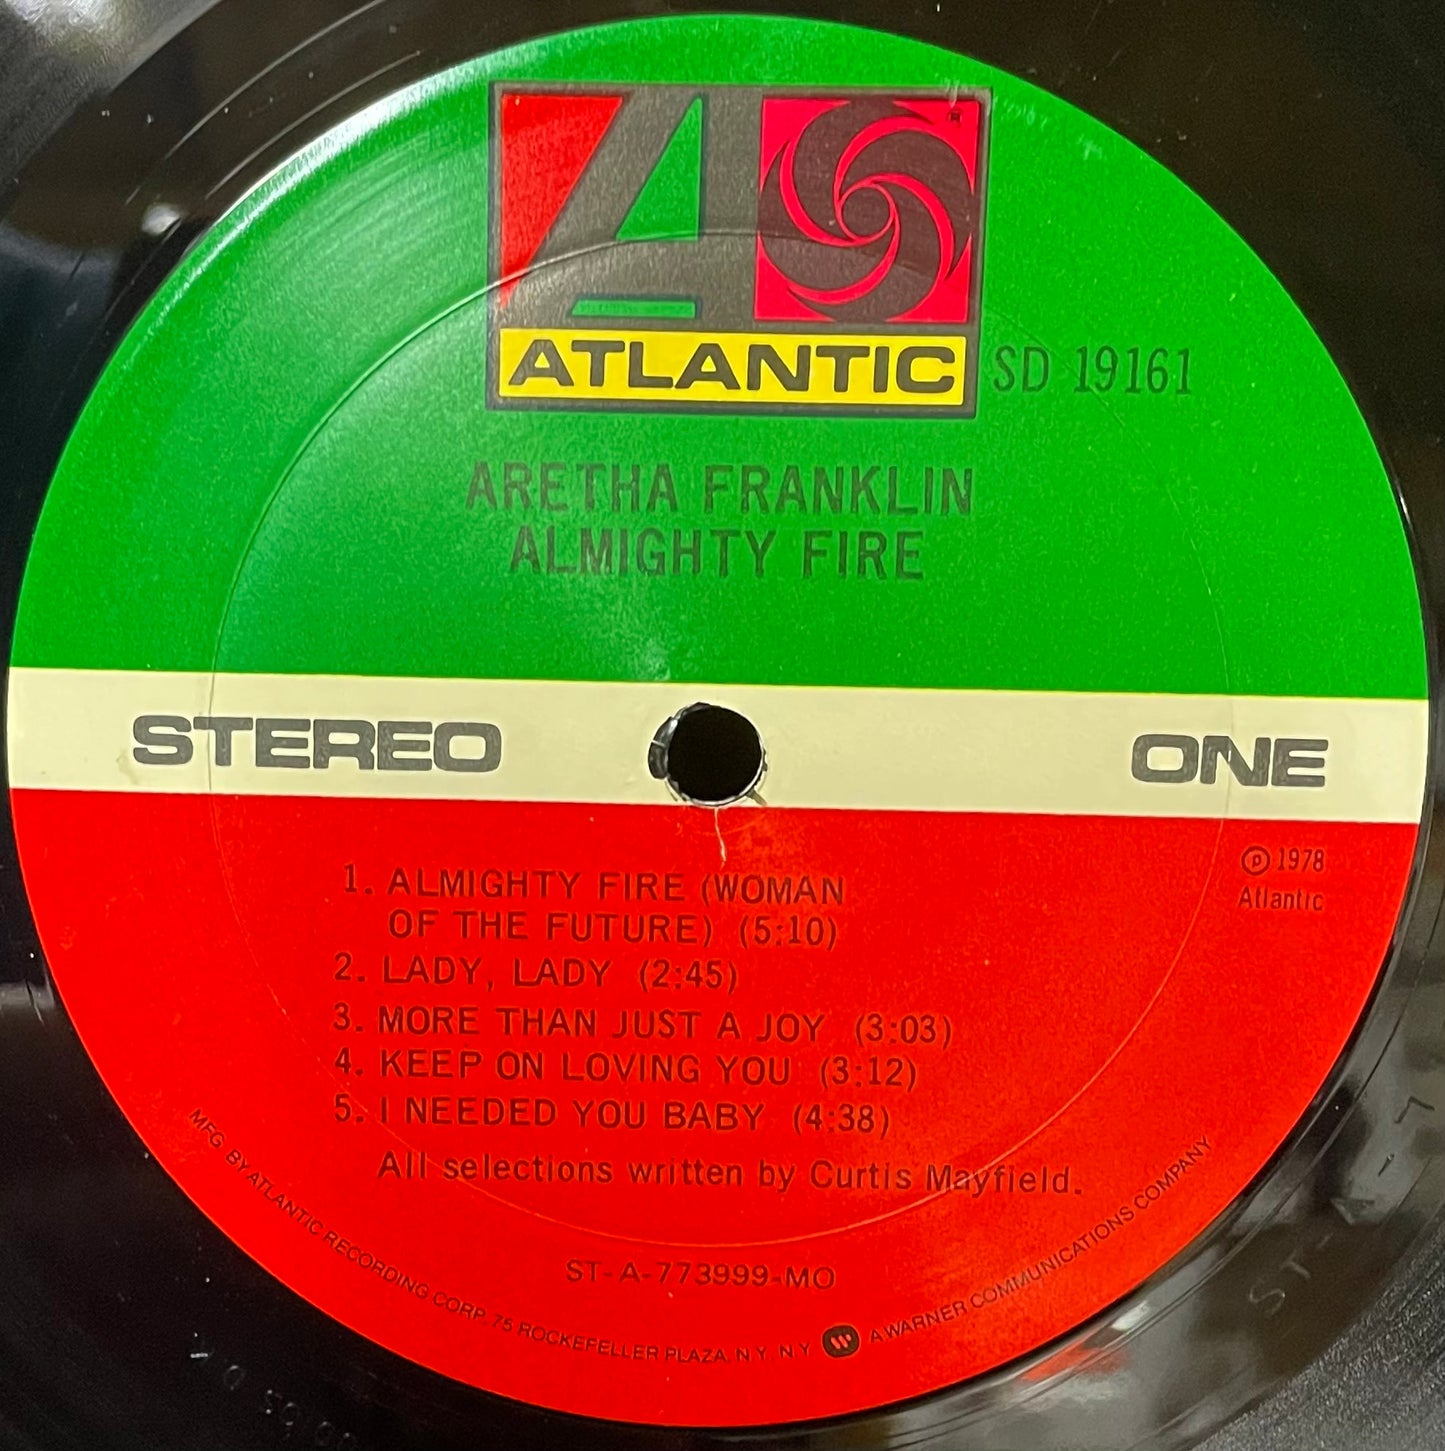 ATLANTIC
SD 19161
ARETHA FRANKLIN
ALMIGHTY FIRE
STEREO
ONE
℗ 1978
Atlantic
1. ALMIGHTY FIRE (WOMAN
OF THE FUTURE) (5:10)
2. LADY, LADY (2:45)
3. MORE THAN JUST A JOY (3:03)
4. KEEP ON LOVING YOU (3:12)
5. I NEEDED YOU BABY (4:38)
All selections written by Curtis Mayfield.
ST-A-773999-MO
MFG. BY ATLANTIC RECORDING CORP. 75 ROCKEFELLER PLAZA, N.Y. N.Y. A WARNER COMMUNICATIONS COMPANY